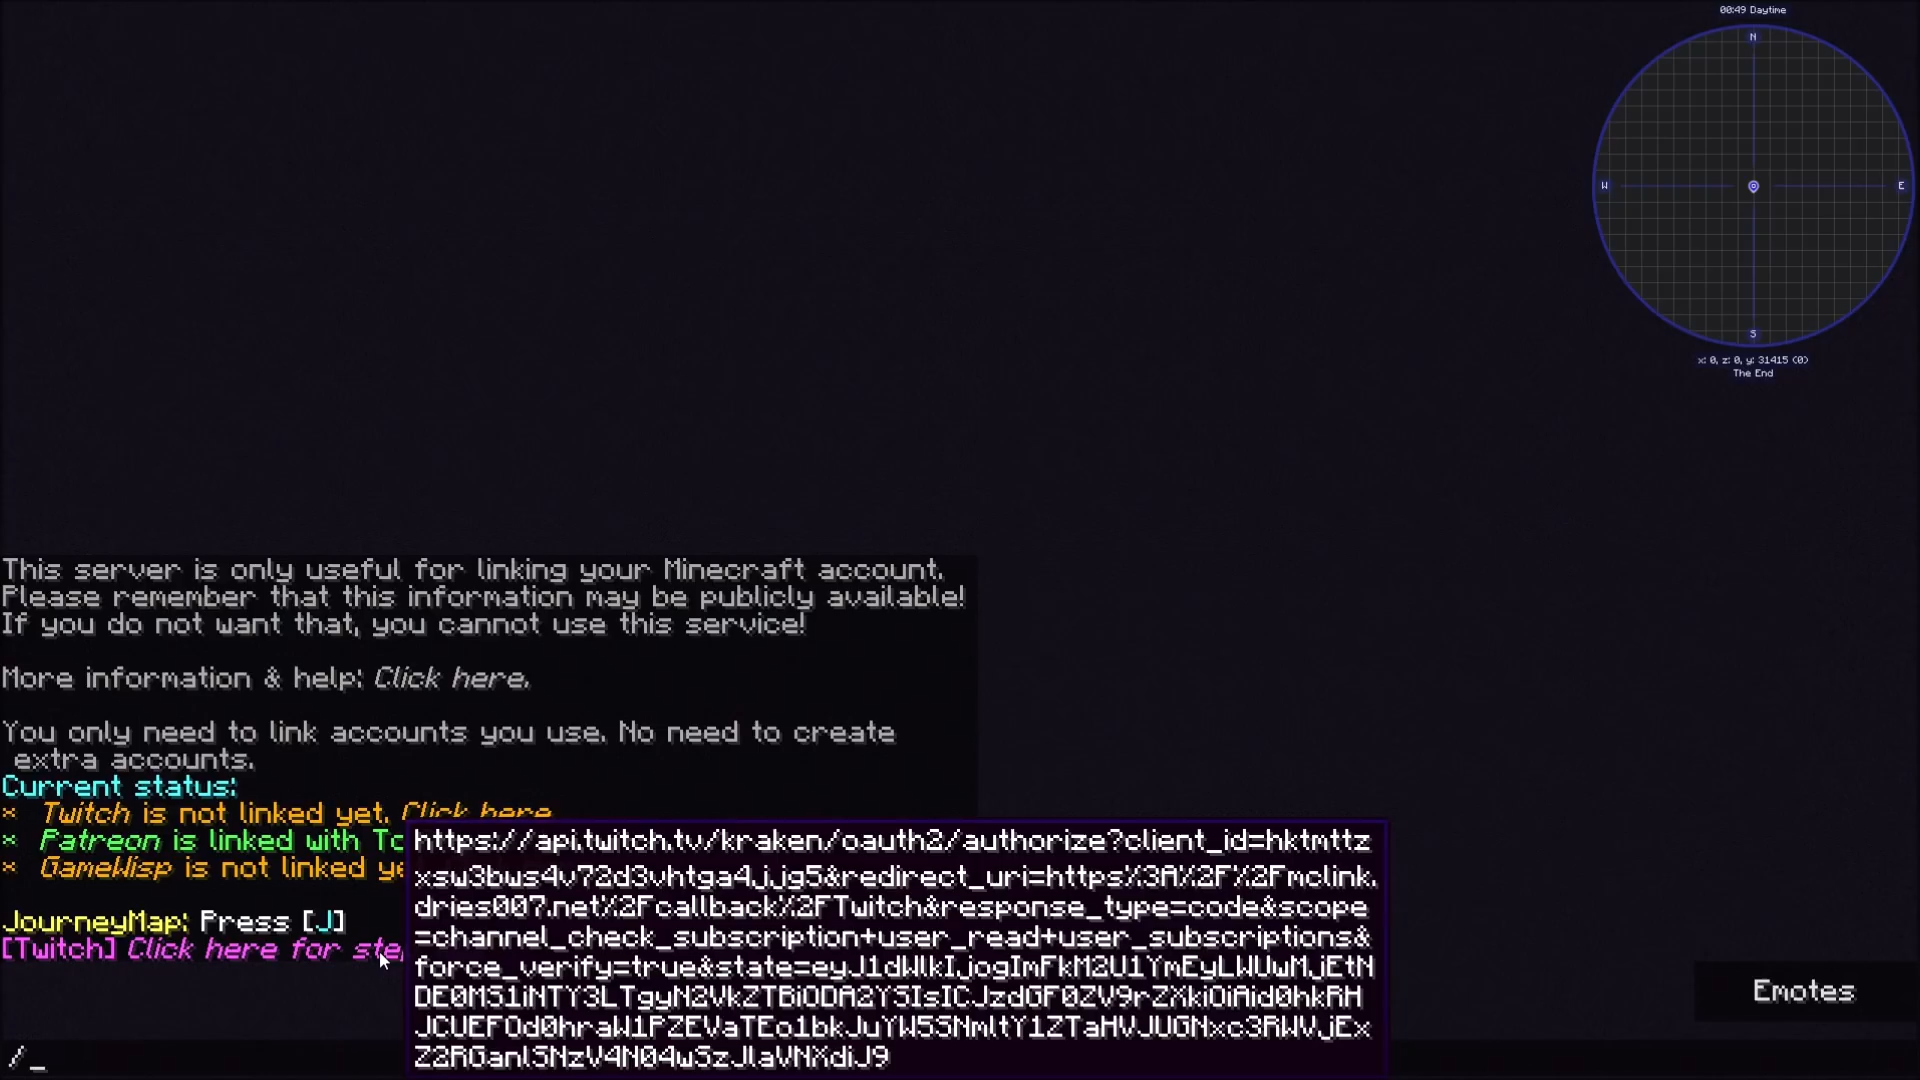 00:49 Daytime
N
W
E
S
x: 0, z: 0, y: 31415 (0)
The End
This server is only useful for linking your Minecraft account.
Please remember that this information may be publicly available!
If you do not want that, you cannot use this service!
More information & help: Click here.
You only need to link accounts you use. No need to create
extra accounts.
Current status:
* Twitch is not linked yet. Click here
* Patreon is linked with
* GameWisp is not linked
JourneyMap: Press [J]
[Twitch] Click here for
https://api.twitch.tv/kraken/oauth2/authorize?client_id=hktmttz
xsw3bws4v72d3vhtga4jjg5&redirect_uri=https%3A%2F%2Fmclink.
dries007.net%2Fcallback%2FTwitch&response_type=code&scope
=channel_check_subscription+user_read+user_subscriptions&
Emotes
/_